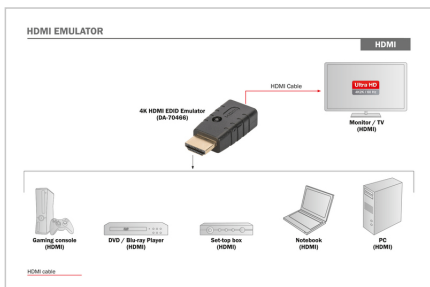 HDMI EMULATOR
HDMI
HDMI Cable
Ultra HD
4K HDMI EDID Emulator
(DA-70466)
Monitor / TV
(HDMI)
Gaming console
(HDMI)
DVD / Blu-ray Player
(HDMI)
Set-top box
(HDMI)
Notebook
(HDMI)
PC
(HDMI)
HDMI cable